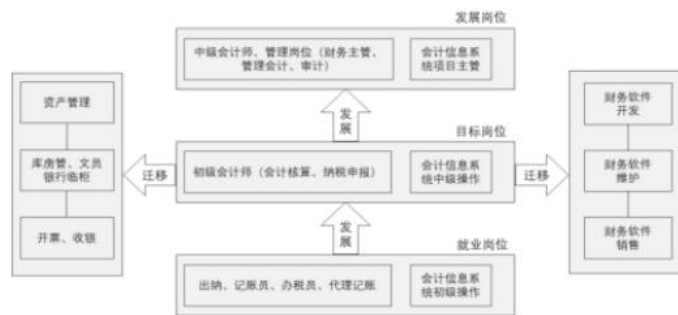 发展岗位
中级会计师、管理岗位（财务主管、
管理会计、审计）
会计信息系
统项目主管
发展
目标岗位
初级会计师（会计核算、纳税申报）
会计信息系
统中级操作
发展
就业岗位
出纳、记账员、办税员、代理记账
会计信息系
统初级操作
迁移
资产管理
库房管、文员
银行临柜
开票、收银
迁移
财务软件
开发
财务软件
维护
财务软件
销售